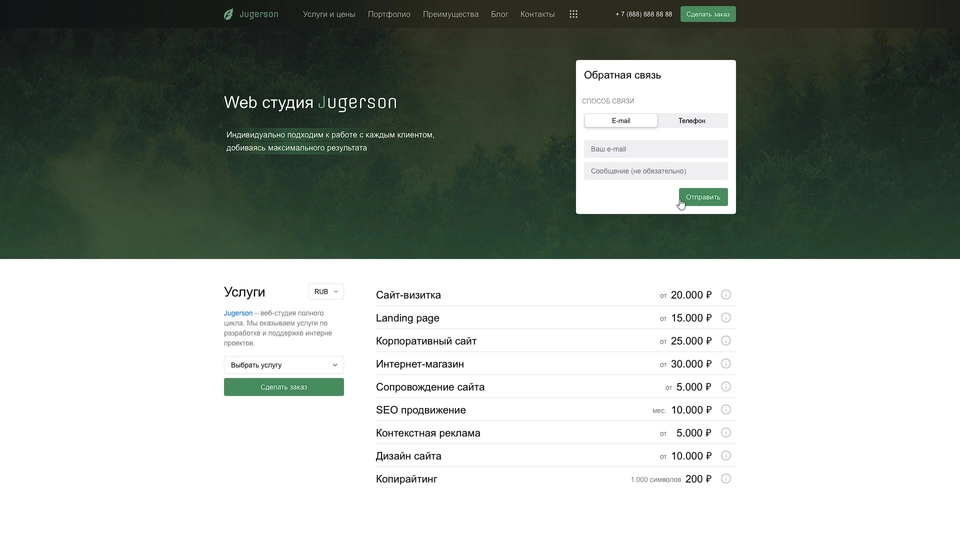 Jugerson
Услуги и цены
Портфолио
Преимущества
Блог
Контакты
+ 7 (888) 888 88 88
Сделать заказ
Web студия Jugerson
Индивидуально подходим к работе с каждым клиентом,
добиваясь максимального результата
Обратная связь
СПОСОБ СВЯЗИ
E-mail
Телефон
Ваш e-mail
Сообщение (не обязательно)
Отправить
Услуги
RUB
Jugerson – веб-студия полного
цикла. Мы оказываем услуги по
разработке и поддержке интерне
проектов.
Выбрать услугу
Сделать заказ
Сайт-визитка от 20.000 ₽
Landing page от 15.000 ₽
Корпоративный сайт от 25.000 ₽
Интернет-магазин от 30.000 ₽
Сопровождение сайта от 5.000 ₽
SEO продвижение мес. 10.000 ₽
Контекстная реклама от 5.000 ₽
Дизайн сайта от 10.000 ₽
Копирайтинг 1.000 символов 200 ₽